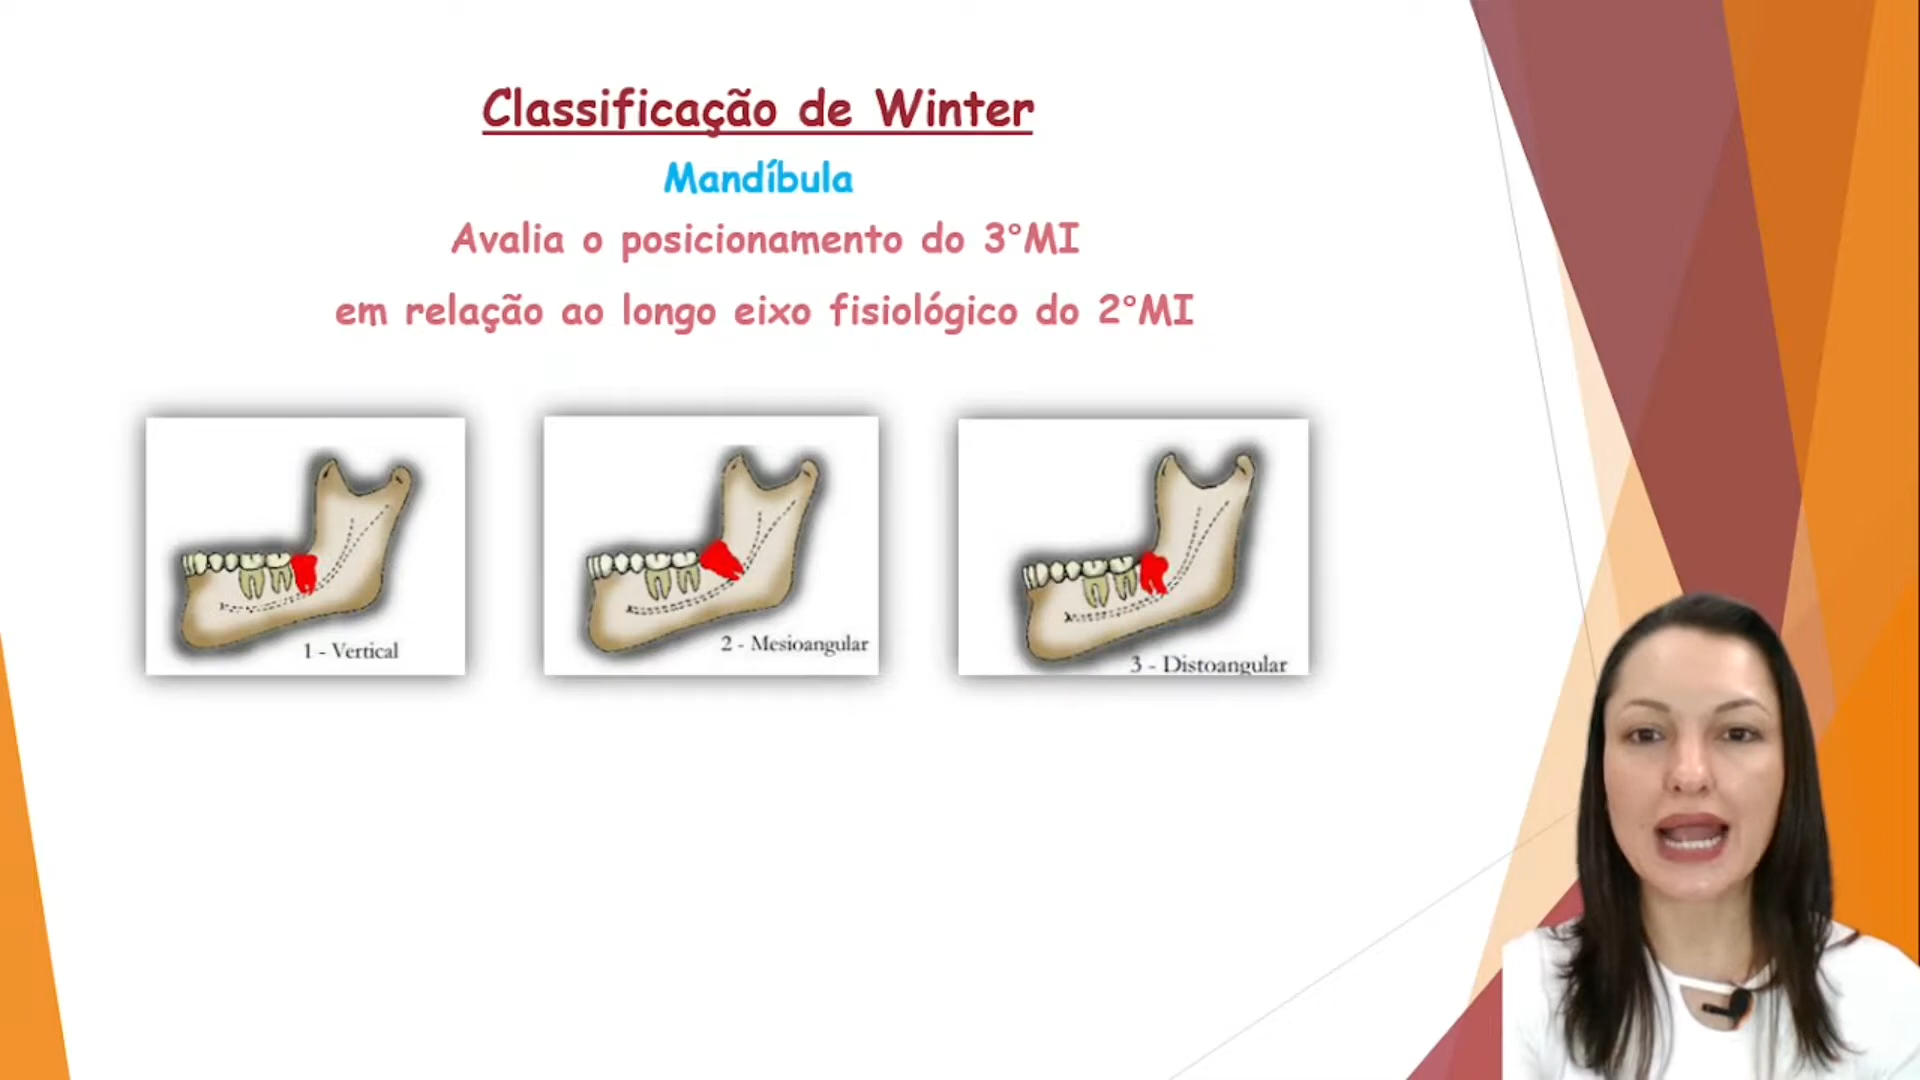 Classificação de Winter
Mandíbula
Avalia o posicionamento do 3°MI
em relação ao longo eixo fisiológico do 2°MI
1 - Vertical
2 - Mesioangular
3 - Distoangular